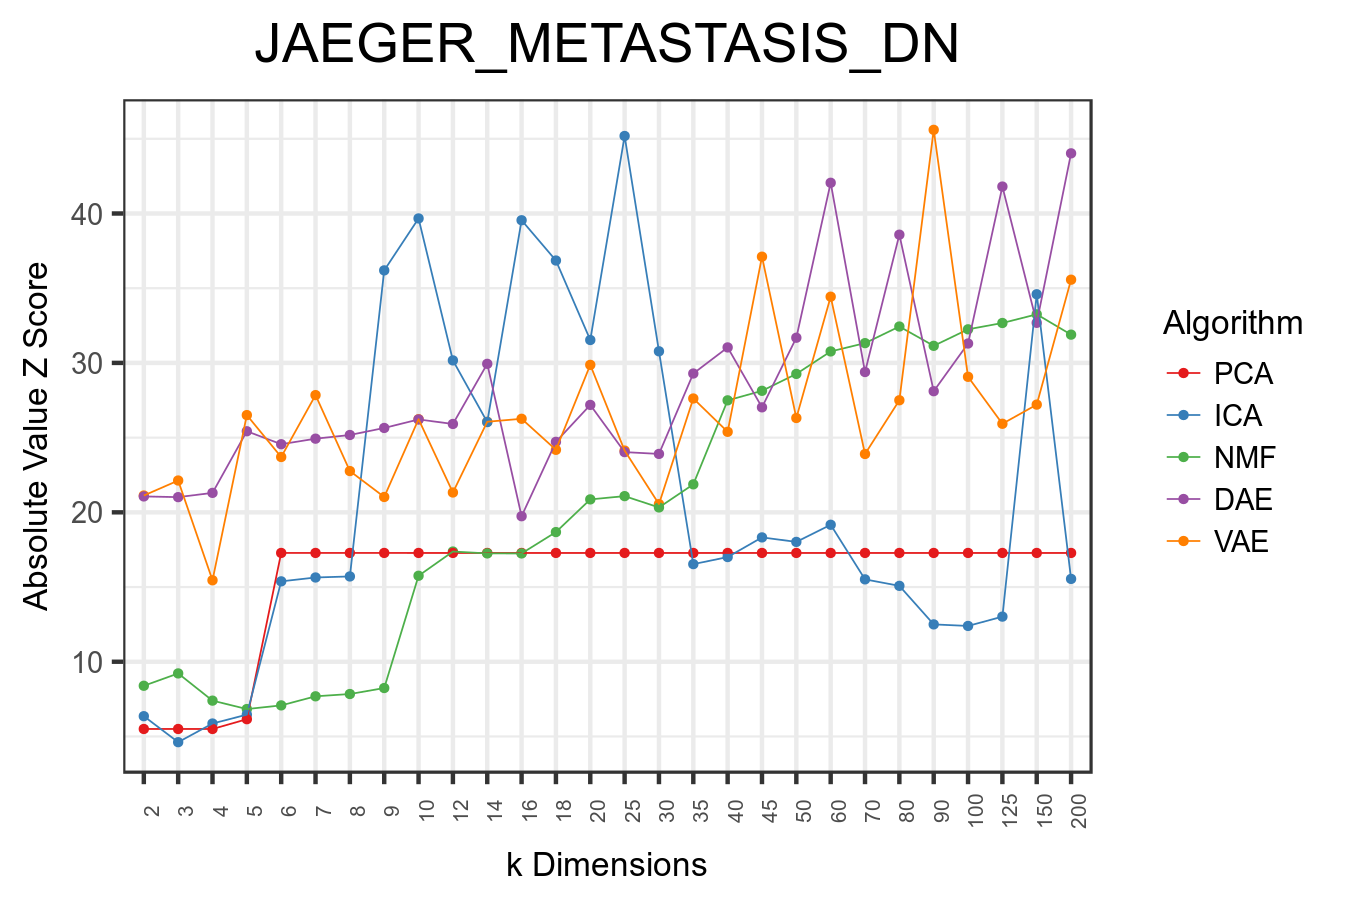 JAEGER_METASTASIS_DN
Absolute Value Z Score
40
30
20
10
2 3 4 5 6 7 8 9 10 12 14 16 18 20 25 30 35 40 45 50 60 70 80 90 100 125 150 200
k Dimensions
Algorithm
PCA
ICA
NMF
DAE
VAE